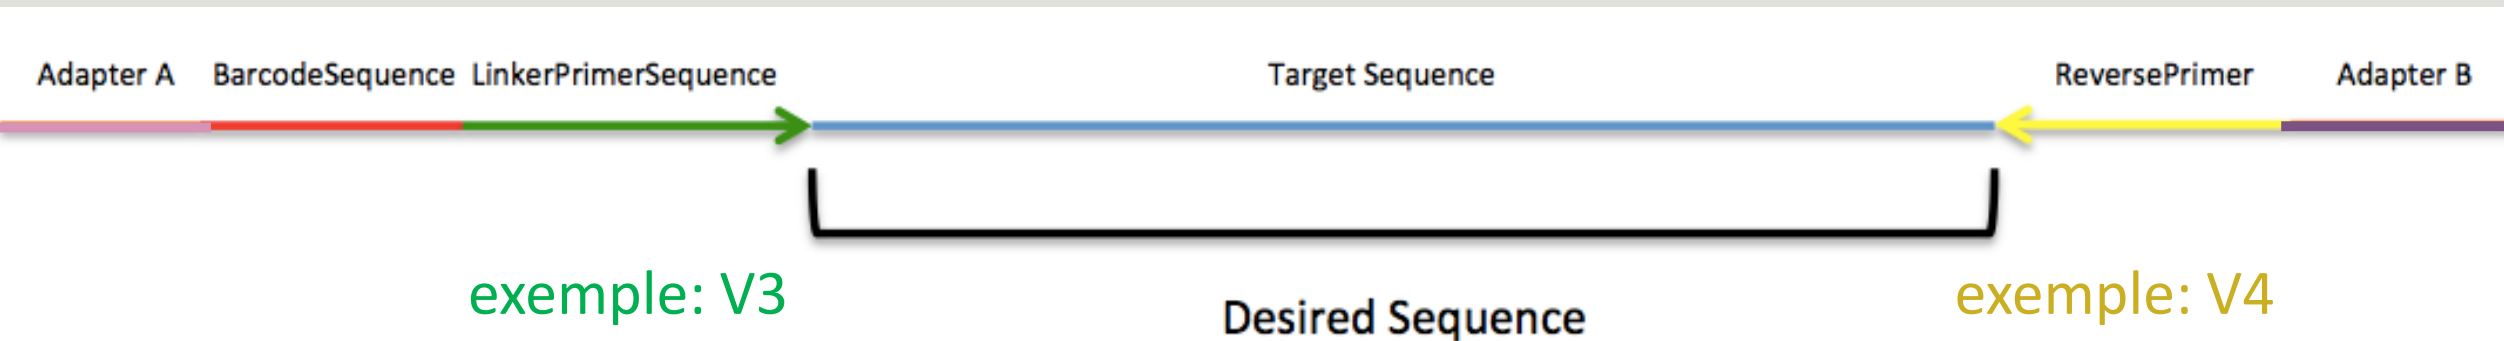 Adapter A BarcodeSequence LinkerPrimerSequence Target Sequence ReversePrimer Adapter B
exemple: V3 Desired Sequence exemple: V4